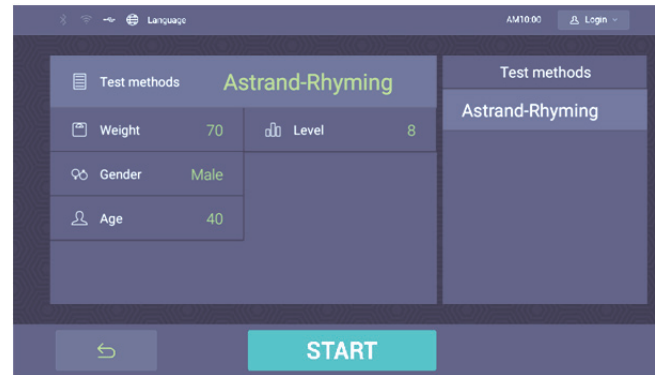 Language AM10:00 Login
Test methods Astrand-Rhyming
Weight 70 Level 8
Gender Male
Age 40
Test methods
Astrand-Rhyming
START